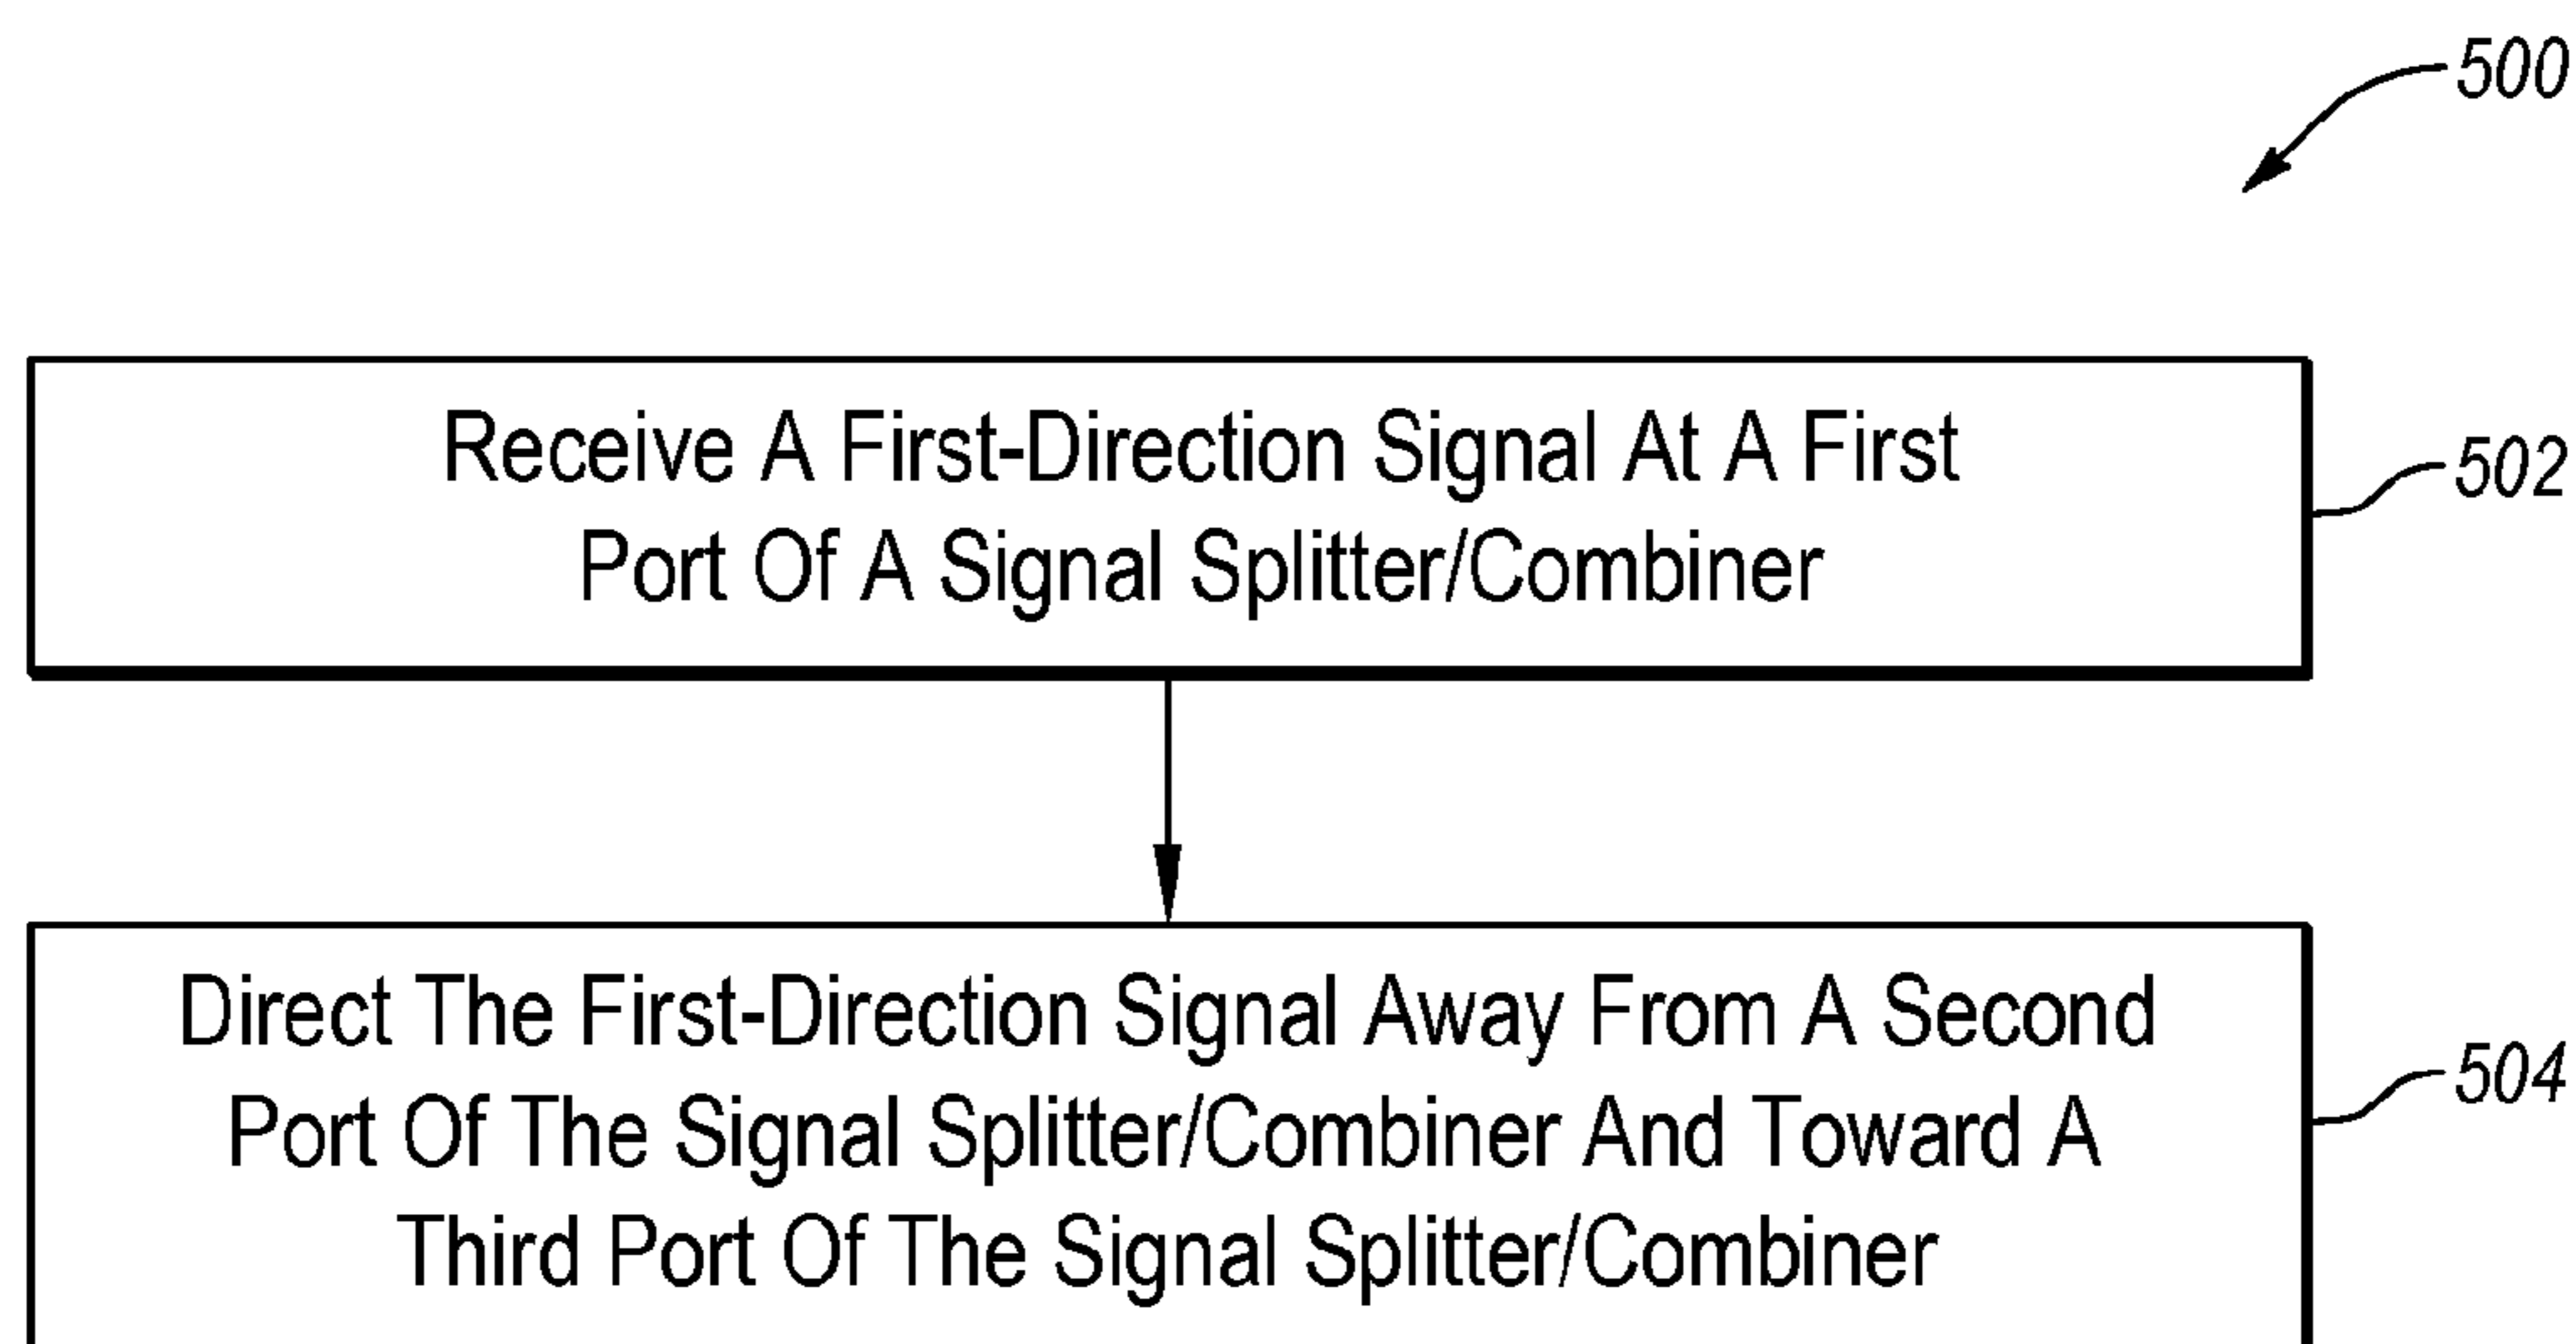 500
Receive A First-Direction Signal At A First
Port Of A Signal Splitter/Combiner
502
Direct The First-Direction Signal Away From A Second
Port Of The Signal Splitter/Combiner And Toward A
Third Port Of The Signal Splitter/Combiner
504